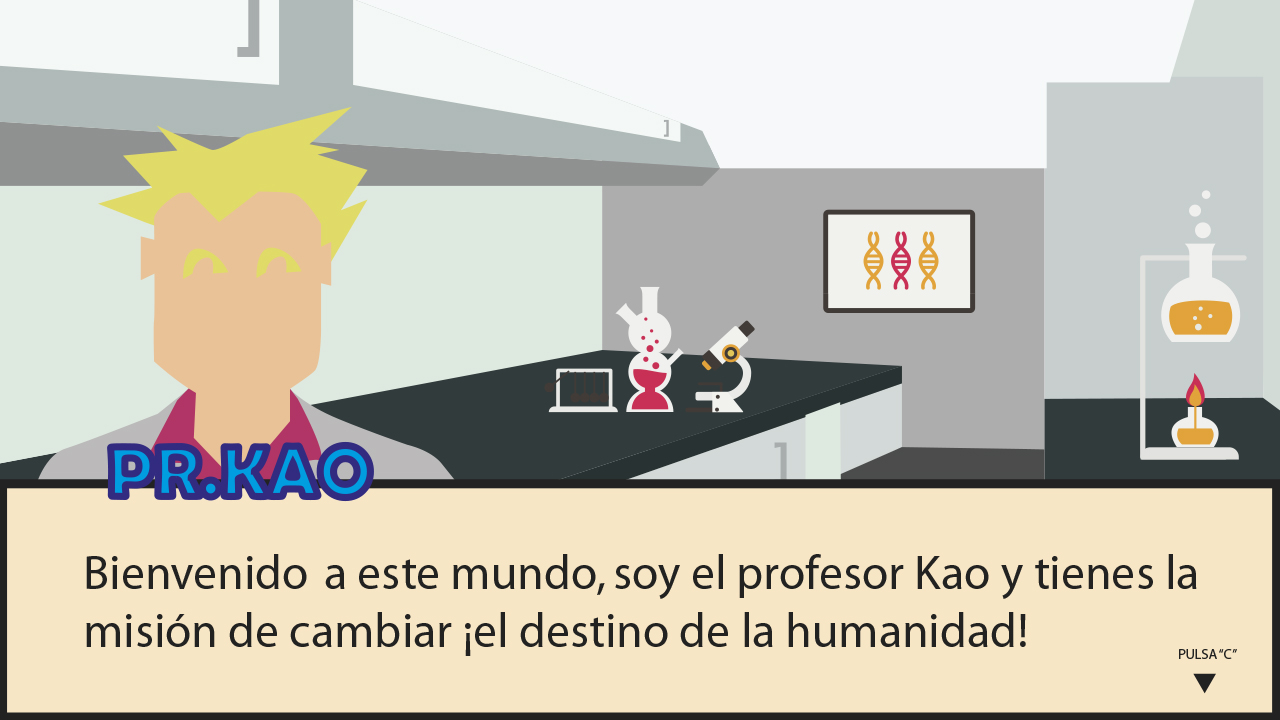 PR.KAO
Bienvenido a este mundo, soy el profesor Kao y tienes la
misión de cambiar ¡el destino de la humanidad!
PULSA “C”